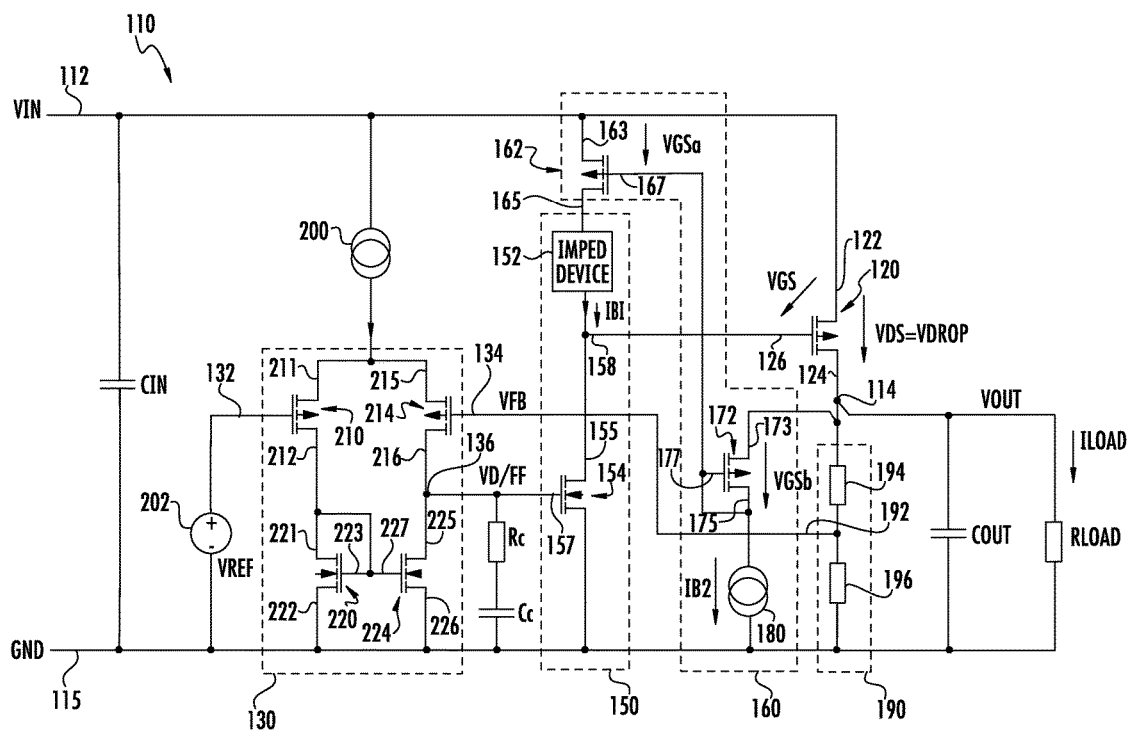 110
112
VIN
163
VGSa
162
167
165
200
152
IMPED
DEVICE
122
120
VGS
IBI
VDS=VDROP
158
126
124
114
211
215
134
132
CIN
VFB
VOUT
210
214
172
173
ILOAD
212
216
136
155
177
154
VGSb
194
VD/FF
175
192
202
+
-
VREF
221
223
227
225
Rc
157
COUT
RLOAD
IB2
180
196
222
220
224
226
Cc
GND
115
130
150
160
190